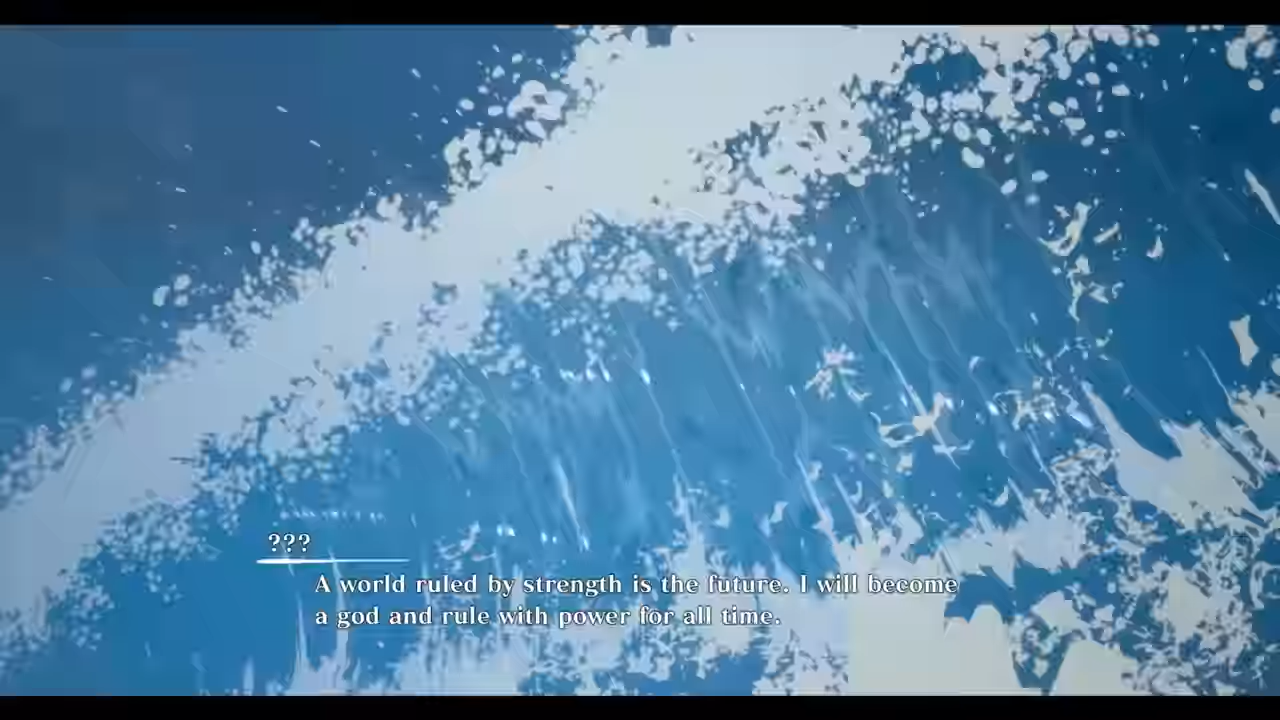 ???
A world ruled by strength is the future. I will become
a god and rule with power for all time.